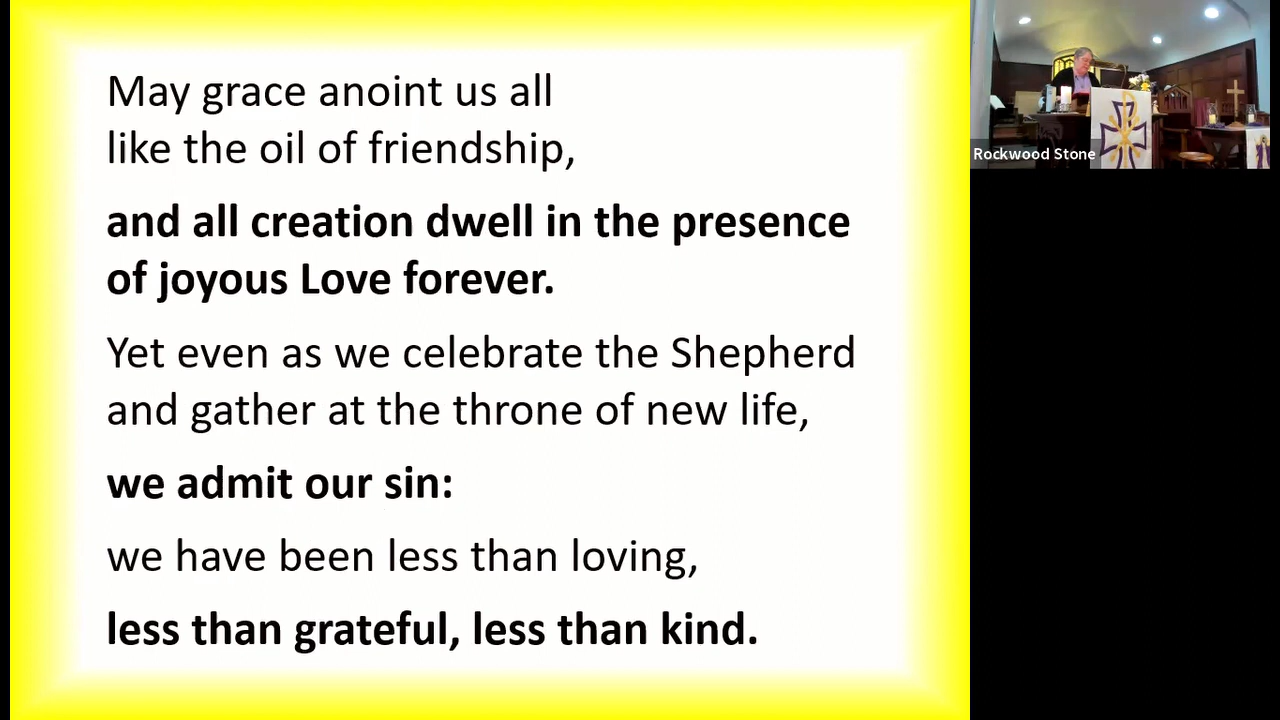 May grace anoint us all
like the oil of friendship,
and all creation dwell in the presence
of joyous Love forever.
Yet even as we celebrate the Shepherd
and gather at the throne of new life,
we admit our sin:
we have been less than loving,
less than grateful, less than kind.
Rockwood Stone